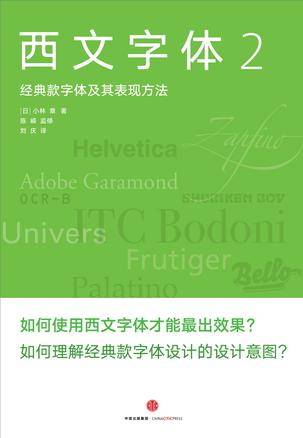 西文字体 2
经典款字体及其表现方法
[日] 小林 章 著
陈嵘 监修
刘庆 译
Zapfino
Helvetica
Adobe Garamond
OCR-B
SHURIKEN BOY
ITC Bodoni
Univers
Frutiger
Bello
Palatino
如何使用西文字体才能最出效果?
如何理解经典款字体设计的设计意图?
中信出版集团·CHINACITICPRESS